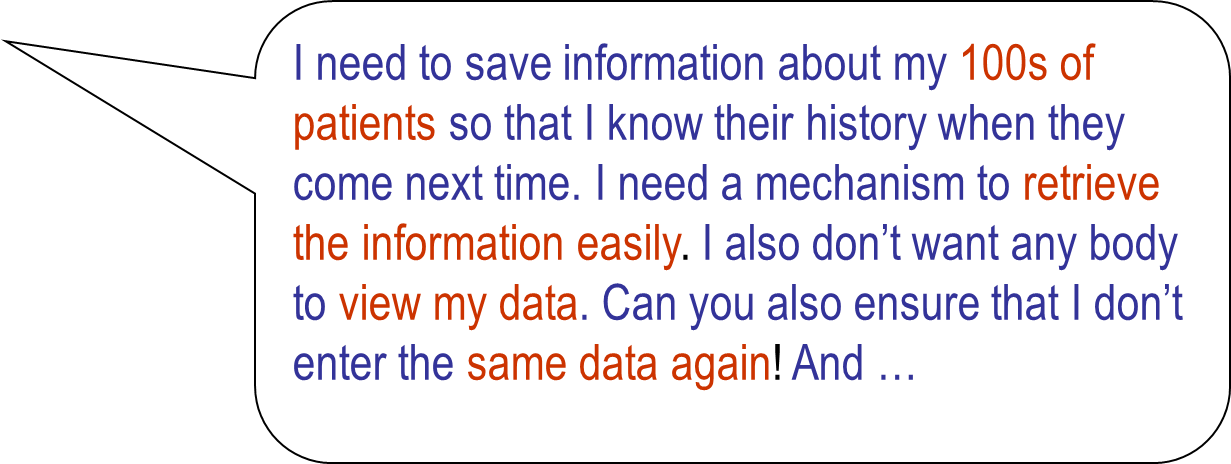 I need to save information about my 100s of
patients so that I know their history when they
come next time. I need a mechanism to retrieve
the information easily. I also don’t want any body
to view my data. Can you also ensure that I don’t
enter the same data again! And …